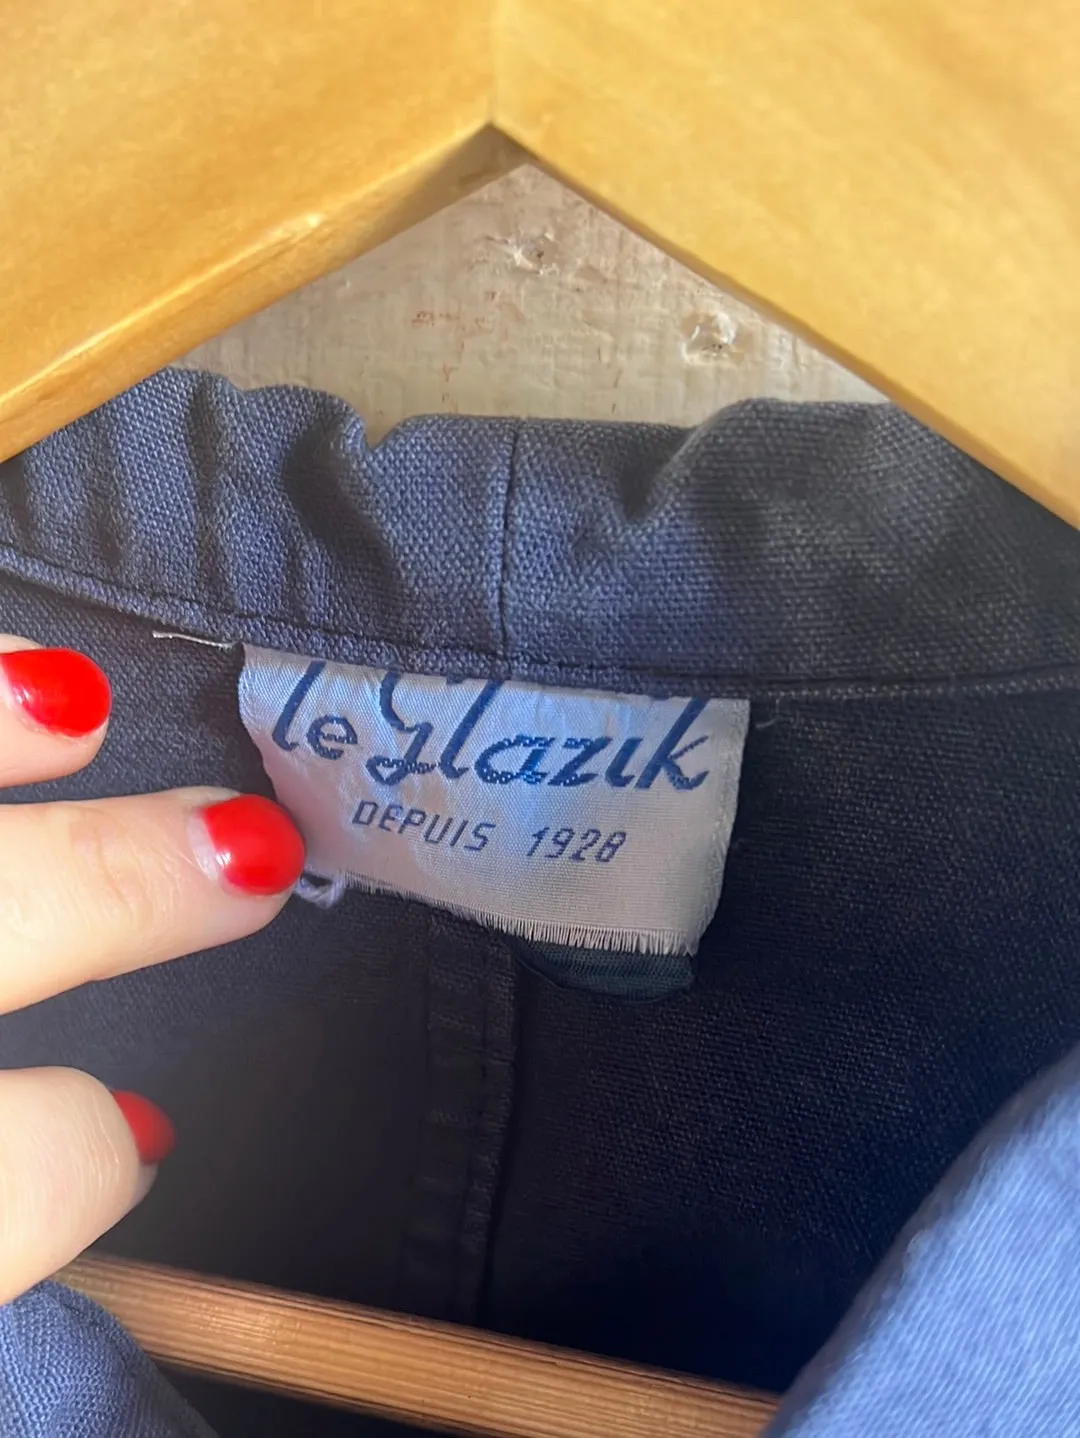 le Glazik
DEPUIS 1928